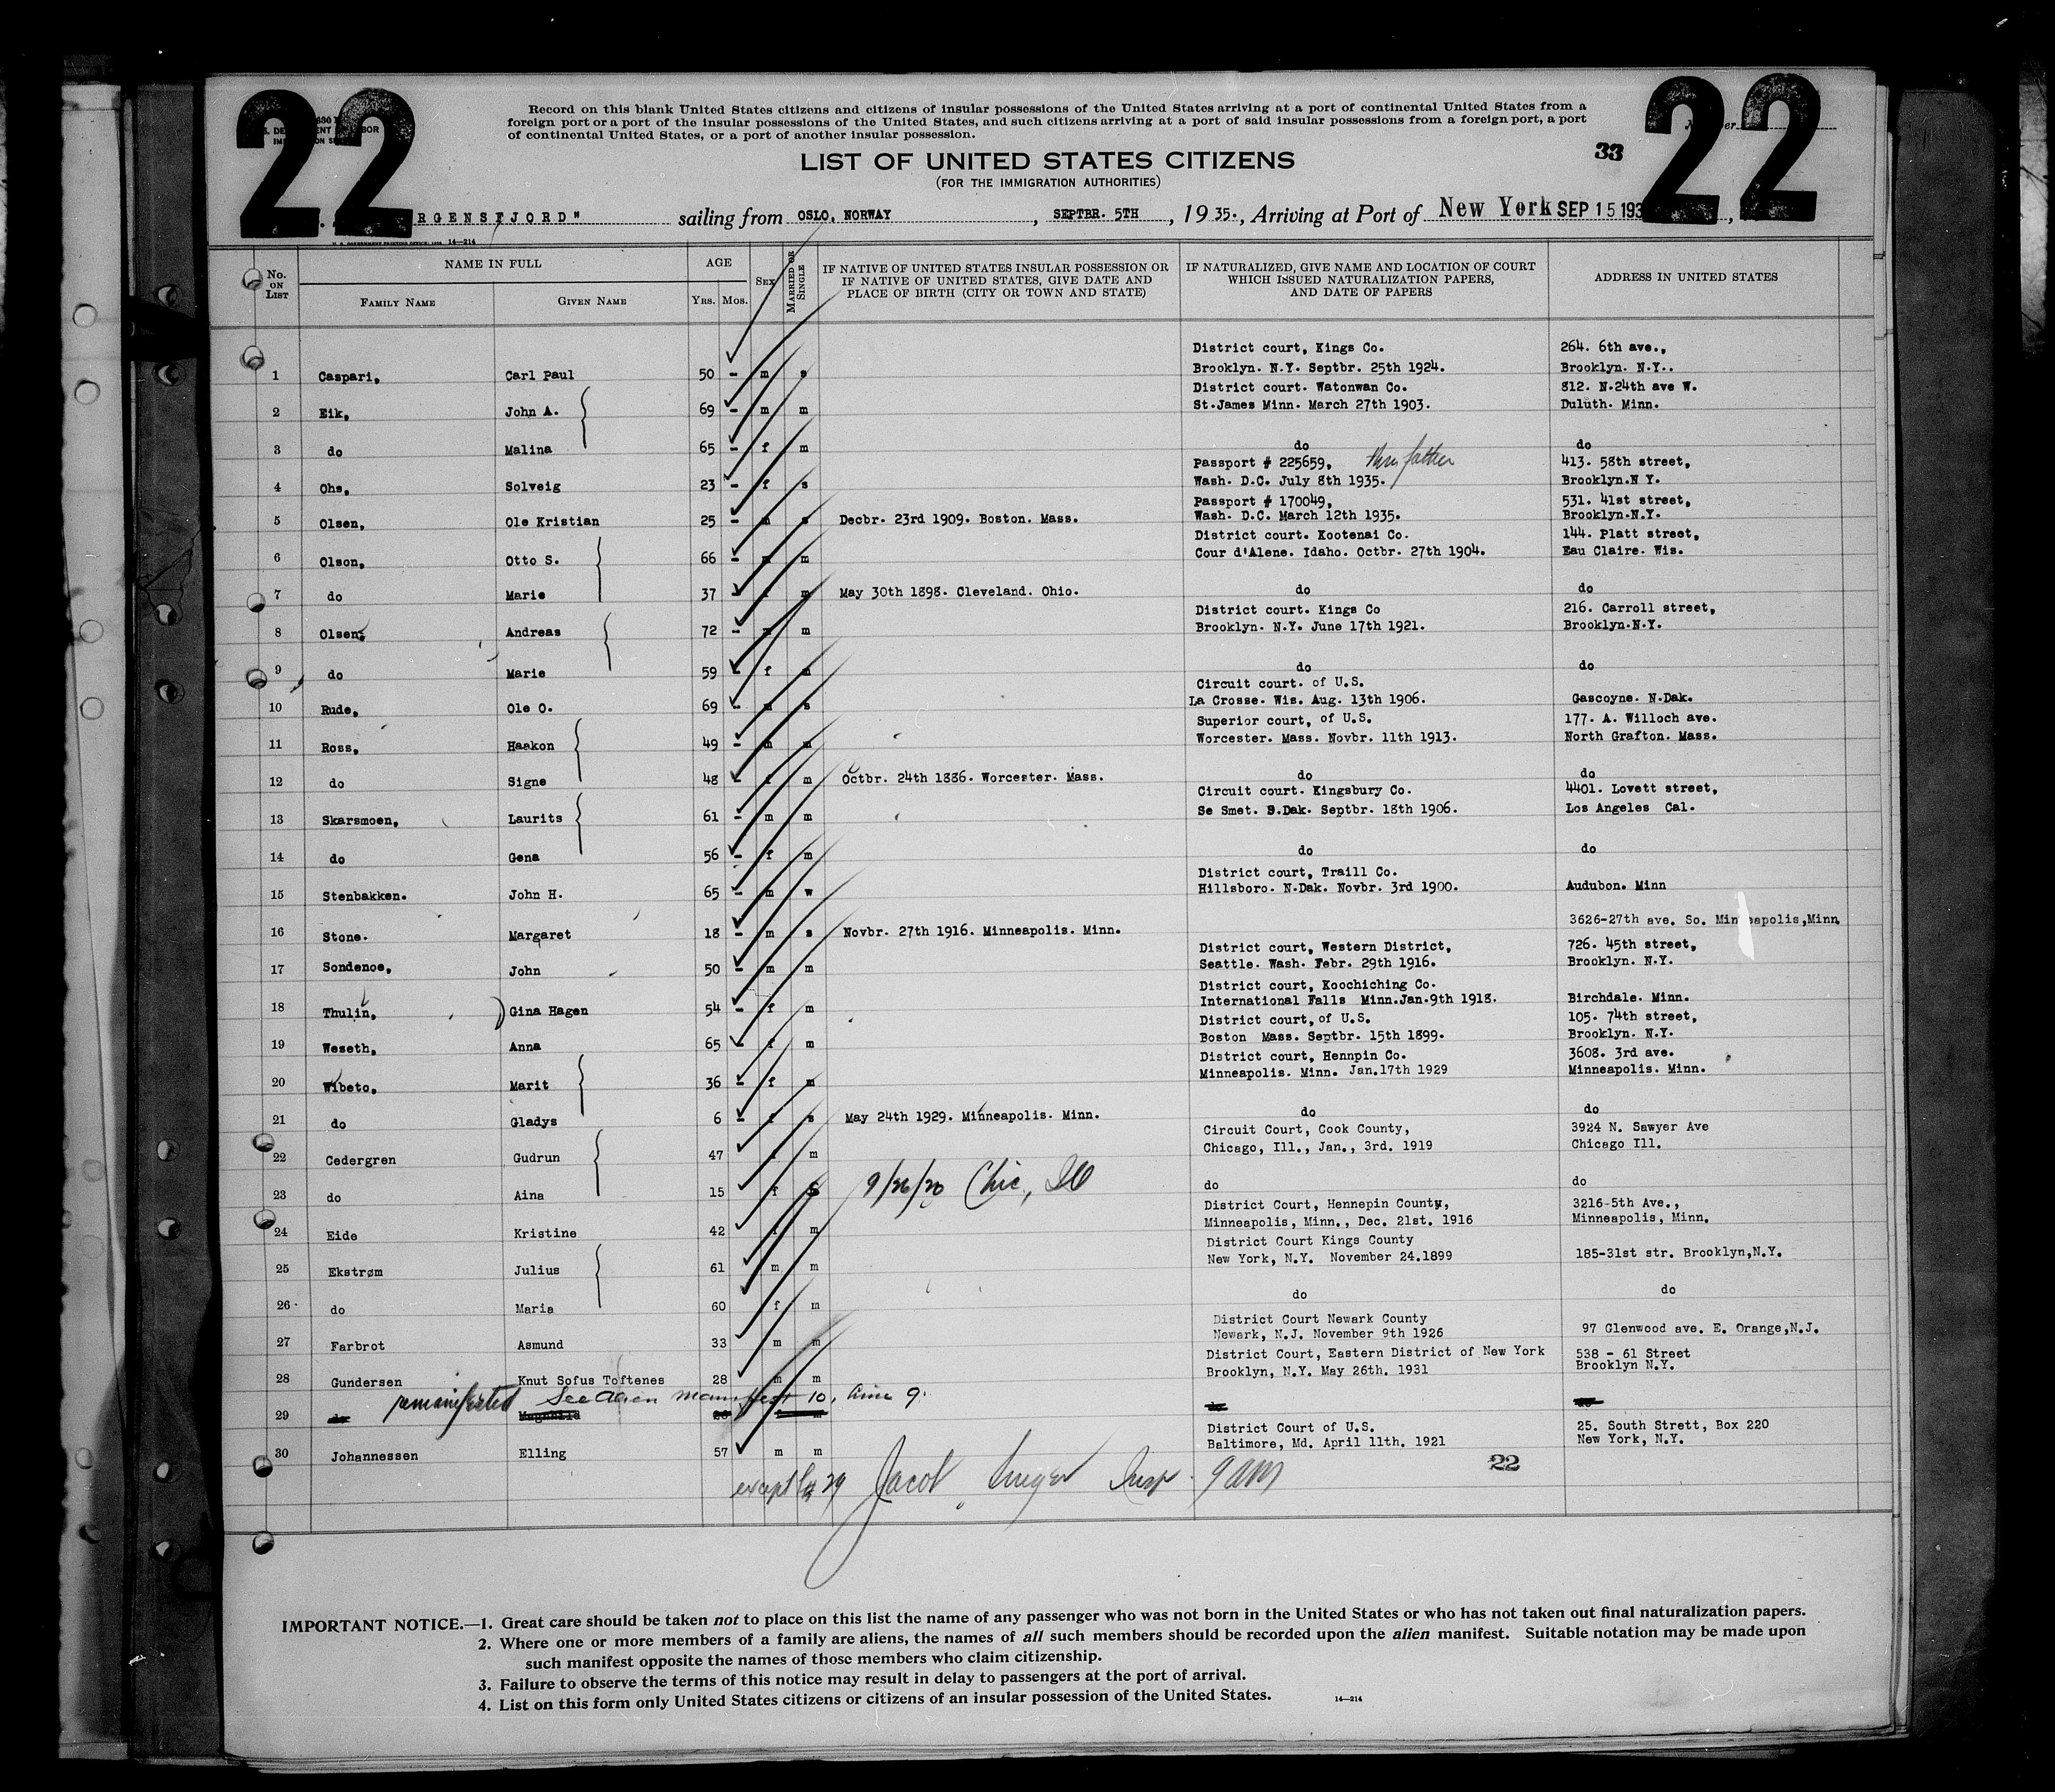 22
22
Record on this blank United States citizens and citizens of insular possessions of the United States arriving at a port of continental United States from a
foreign port or a port of the insular possessions of the United States, and such citizens arriving at a port of said insular possessions from a foreign port, a port
of continental United States, or a port of another insular possession.
33
LIST OF UNITED STATES CITIZENS
(FOR THE IMMIGRATION AUTHORITIES)
RGENSFJORD" sailing from OSLO, NORWAY, SEPTBR. 5TH, 1935., Arriving at Port of New York SEP 15 193
14—214
No. ON LIST
NAME IN FULL
FAMILY NAME
GIVEN NAME
AGE
YRS. MOS.
SEX
MARRIED OR SINGLE
IF NATIVE OF UNITED STATES INSULAR POSSESSION OR
IF NATIVE OF UNITED STATES, GIVE DATE AND
PLACE OF BIRTH (CITY OR TOWN AND STATE)
IF NATURALIZED, GIVE NAME AND LOCATION OF COURT
WHICH ISSUED NATURALIZATION PAPERS,
AND DATE OF PAPERS
ADDRESS IN UNITED STATES
District court, Kings Co. 264. 6th ave.,
1 Caspari, Carl Paul 50 - m s Brooklyn. N.Y. Septbr. 25th 1924. Brooklyn. N.Y..
District court. Watonwan Co. 812. N.24th ave W.
2 Eik, John A. 69 - m m St.James Minn. March 27th 1903. Duluth. Minn.
3 do Malina 65 - f m do do
Passport # 225659, thru father 413. 58th street,
4 Ohs, Solveig 23 - f s Wash. D.C. July 8th 1935. Brooklyn.N Y.
Passport # 170049, 531. 41st street,
5 Olsen, Ole Kristian 25 - m s Decbr. 23rd 1909. Boston. Mass. Wash. D.C. March 12th 1935. Brooklyn.N.Y.
District court. Kootenai Co. 144. Platt street,
6 Olson, Otto S. 66 - m m Cour d'Alene. Idaho. Octbr. 27th 1904. Eau Claire. Wis.
7 do Marie 37 - f m May 30th 1898. Cleveland. Ohio. do do
District court. Kings Co 216. Carroll street,
8 Olsen, Andreas 72 - m m Brooklyn. N.Y. June 17th 1921. Brooklyn.N.Y.
9 do Marie 59 - f m do do
Circuit court. of U.S.
10 Rude, Ole O. 69 - m s La Crosse. Wis. Aug. 13th 1906. Gascoyne. N.Dak.
Superior court, of U.S. 177. A. Willoch ave.
11 Ross, Haakon 49 - m m Worcester. Mass. Novbr. 11th 1913. North Grafton. Mass.
12 do Signe 48 - f m Octbr. 24th 1886. Worcester. Mass. do do
Circuit court. Kingsbury Co. 4401. Lovett street,
13 Skarsmoen, Laurits 61 - m m Se Smet. S.Dak. Septbr. 18th 1906. Los Angeles Cal.
14 do Gena 56 - f m do do
District court, Traill Co.
15 Stenbakken. John H. 65 - m w Hillsboro. N.Dak. Novbr. 3rd 1900. Audubon. Minn
3626-27th ave. So. Minneapolis,Minn
16 Stone. Margaret 18 - m s Novbr. 27th 1916. Minneapolis. Minn.
District court, Western District, 726. 45th street,
17 Sondenoe, John 50 - m m Seattle. Wash. Febr. 29th 1916. Brooklyn. N.Y.
District court, Koochiching Co.
18 Thulin, Gina Hagen 54 - f m International Falls Minn.Jan.9th 1918. Birchdale. Minn.
District court, of U.S. 105. 74th street,
19 Weseth, Anna 65 - f m Boston Mass. Septbr. 15th 1899. Brooklyn. N.Y.
District court, Hennpin Co. 3608. 3rd ave.
20 Wibeto, Marit 36 - f m Minneapolis. Minn. Jan.17th 1929 Minneapolis. Minn.
21 do Gladys 6 - f s May 24th 1929. Minneapolis. Minn. do do
Circuit Court, Cook County, 3924 N. Sawyer Ave
22 Cedergren Gudrun 47 f m Chicago, Ill., Jan., 3rd. 1919 Chicago Ill.
23 do Aina 15 f S 9/26/20 Chic, Ill do do
District Court, Hennepin County, 3216-5th Ave.,
24 Eide Kristine 42 f m Minneapolis, Minn., Dec. 21st. 1916 Minneapolis, Minn.
District Court Kings County
25 Ekstrøm Julius 61 m m New York, N.Y. November 24.1899 185-31st str. Brooklyn,N.Y.
26 do Maria 60 f m do do
District Court Newark County
27 Farbrot Asmund 33 m m Newark, N.J. November 9th 1926 97 Glenwood ave. E. Orange,N.J.
District Court, Eastern District of New York 538 - 61 Street
28 Gundersen Knut Sofus Toftenes 28 m m Brooklyn, N.Y. May 26th. 1931 Brooklyn N.Y.
remanifested See Alien manifest 10, line 9.
29 do Magnhild 28 f m do do
District Court of U.S. 25. South Strett, Box 220
30 Johannessen Elling 57 m m Baltimore, Md. April 11th. 1921 New York, N.Y.
22
except 29 Jacob Insp. 9 AM
IMPORTANT NOTICE.—1. Great care should be taken not to place on this list the name of any passenger who was not born in the United States or who has not taken out final naturalization papers.
2. Where one or more members of a family are aliens, the names of all such members should be recorded upon the alien manifest. Suitable notation may be made upon
such manifest opposite the names of those members who claim citizenship.
3. Failure to observe the terms of this notice may result in delay to passengers at the port of arrival.
4. List on this form only United States citizens or citizens of an insular possession of the United States.
14—214